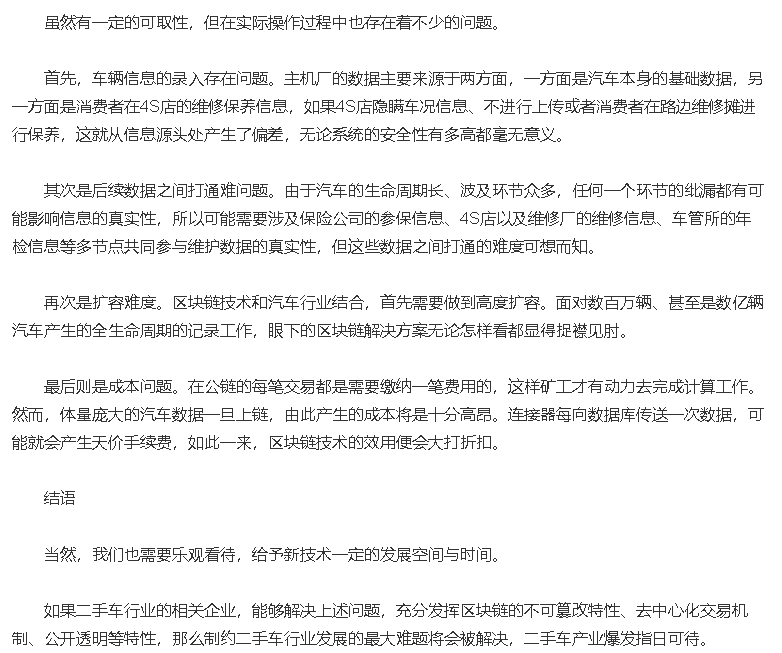 虽然有一定的可取性，但在实际操作过程中也存在着不少的问题。
首先，车辆信息的录入存在问题。主机厂的数据主要来源于两方面，一方面是汽车本身的基础数据，另
一方面是消费者在4S店的维修保养信息，如果4S店隐瞒车况信息、不进行上传或者消费者在路边维修摊进
行保养，这就从信息源头处产生了偏差，无论系统的安全性有多高都毫无意义。
其次是后续数据之间打通难问题。由于汽车的生命周期长、波及环节众多，任何一个环节的纰漏都有可
能影响信息的真实性，所以可能需要涉及保险公司的参保信息、4S店以及维修厂的维修信息、车管所的年
检信息等多节点共同参与维护数据的真实性，但这些数据之间打通的难度可想而知。
再次是扩容难度。区块链技术和汽车行业结合，首先需要做到高度扩容。面对数百万辆、甚至是数亿辆
汽车产生的全生命周期的记录工作，眼下的区块链解决方案无论怎样看都显得捉襟见肘。
最后则是成本问题。在公链的每笔交易都是需要缴纳一笔费用的，这样矿工才有动力去完成计算工作。
然而，体量庞大的汽车数据一旦上链，由此产生的成本将是十分高昂。连接器每向数据库传送一次数据，可
能就会产生天价手续费，如此一来，区块链技术的效用便会大打折扣。
结语
当然，我们也需要乐观看待，给予新技术一定的发展空间与时间。
如果二手车行业的相关企业，能够解决上述问题，充分发挥区块链的不可篡改特性、去中心化交易机
制、公开透明等特性，那么制约二手车行业发展的最大难题将会被解决，二手车产业爆发指日可待。